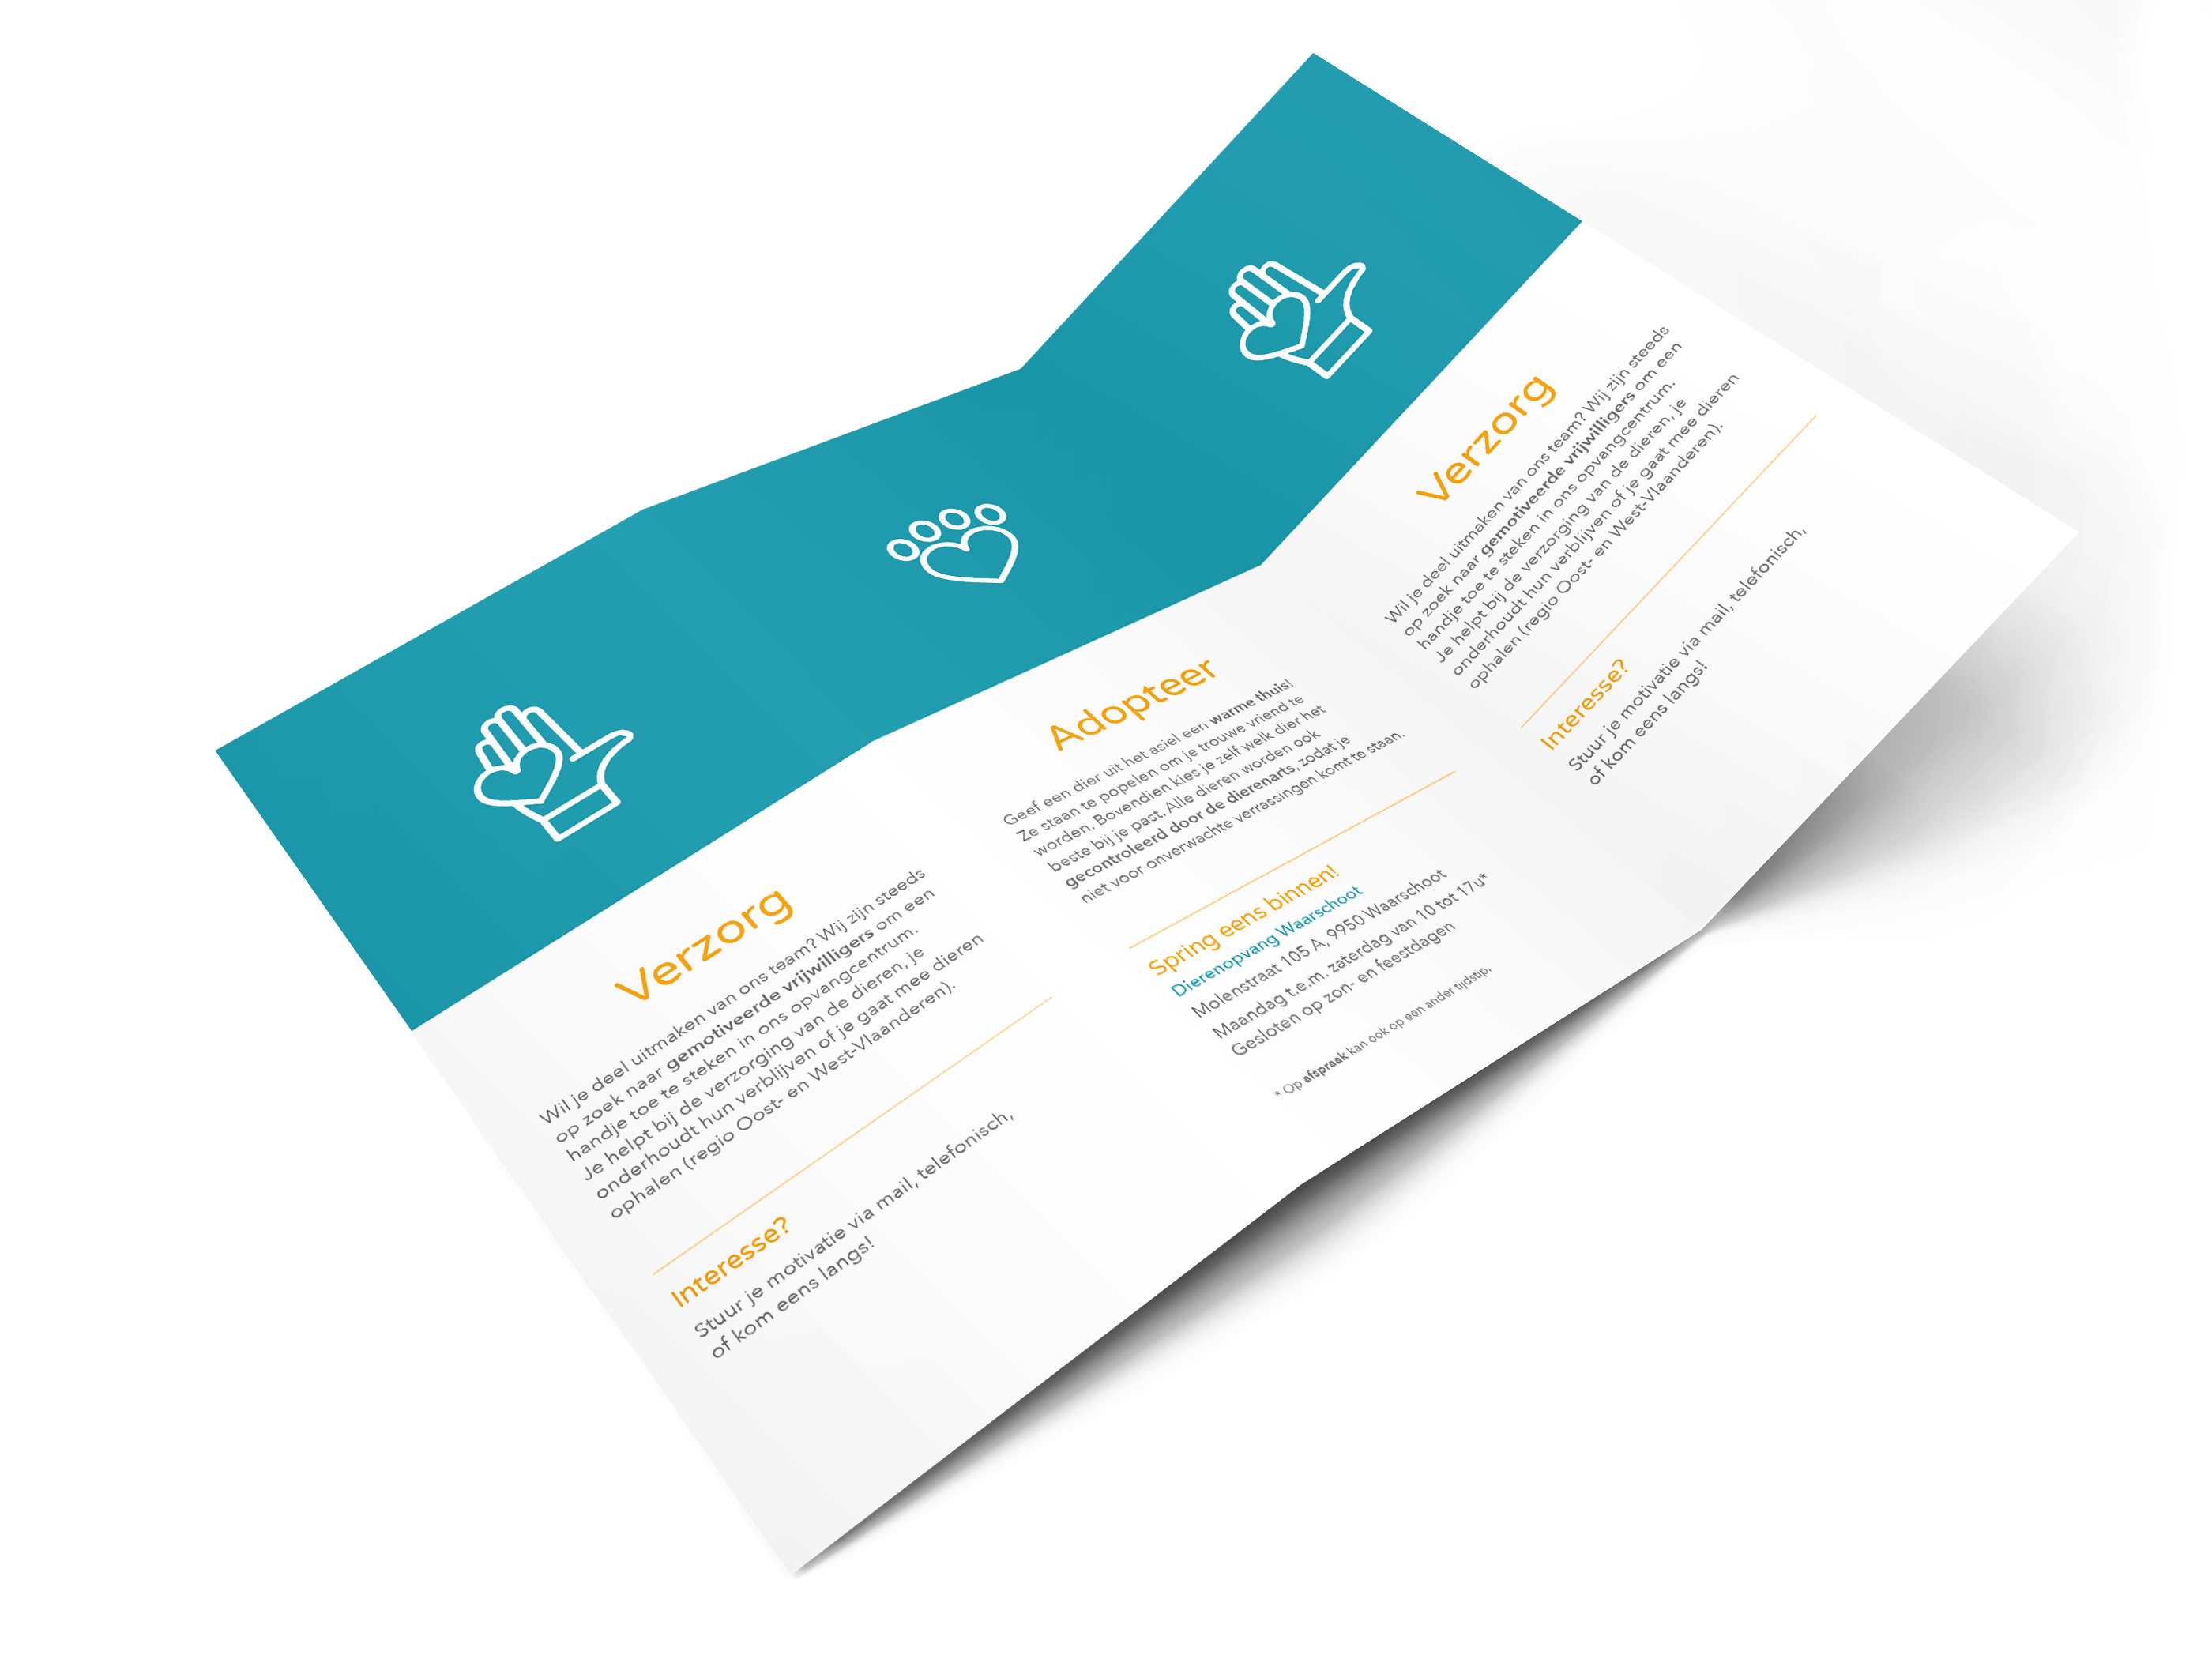 Verzorg
Wil je deel uitmaken van ons team? Wij zijn steeds
op zoek naar gemotiveerde vrijwilligers om een
handje toe te steken in ons opvangcentrum.
Je helpt bij de verzorging van de dieren, je
onderhoudt hun verblijven of je gaat mee dieren
ophalen (regio Oost- en West-Vlaanderen).
Interesse?
Stuur je motivatie via mail, telefonisch,
of kom eens langs!
Adopteer
Geef een dier uit het asiel een warme thuis!
Ze staan te popelen om je trouwe vriend te
worden. Bovendien kies je zelf welk dier het
beste bij je past. Alle dieren worden ook
gecontroleerd door de dierenarts, zodat je
niet voor onverwachte verrassingen komt te staan.
Spring eens binnen!
Dierenopvang Waarschoot
Molenstraat 105 A, 9950 Waarschoot
Maandag t.e.m. zaterdag van 10 tot 17u*
Gesloten op zon- en feestdagen
* Op afspraak kan ook op een ander tijdstip.
Verzorg
Wil je deel uitmaken van ons team? Wij zijn steeds
op zoek naar gemotiveerde vrijwilligers om een
handje toe te steken in ons opvangcentrum.
Je helpt bij de verzorging van de dieren, je
onderhoudt hun verblijven of je gaat mee dieren
ophalen (regio Oost- en West-Vlaanderen).
Interesse?
Stuur je motivatie via mail, telefonisch,
of kom eens langs!